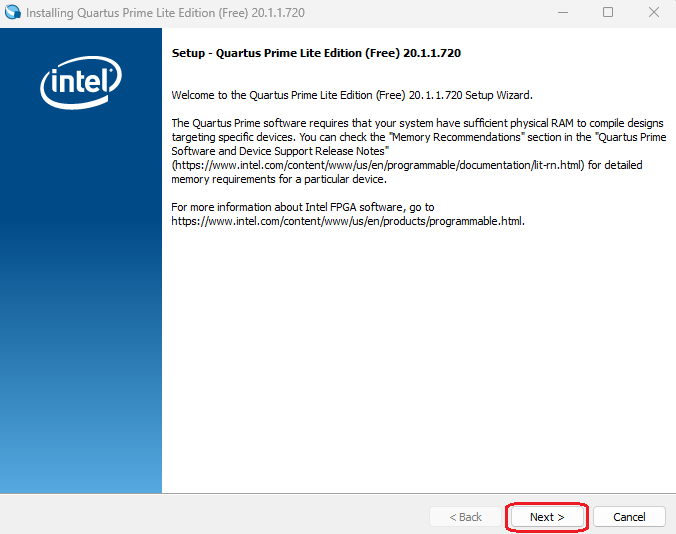 Installing Quartus Prime Lite Edition (Free) 20.1.1.720
intel
Setup - Quartus Prime Lite Edition (Free) 20.1.1.720
Welcome to the Quartus Prime Lite Edition (Free) 20.1.1.720 Setup Wizard.
The Quartus Prime software requires that your system have sufficient physical RAM to compile designs
targeting specific devices. You can check the "Memory Recommendations" section in the "Quartus Prime
Software and Device Support Release Notes"
(https://www.intel.com/content/www/us/en/programmable/documentation/lit-rn.html) for detailed
memory requirements for a particular device.
For more information about Intel FPGA software, go to
https://www.intel.com/content/www/us/en/products/programmable.html.
< Back Next > Cancel